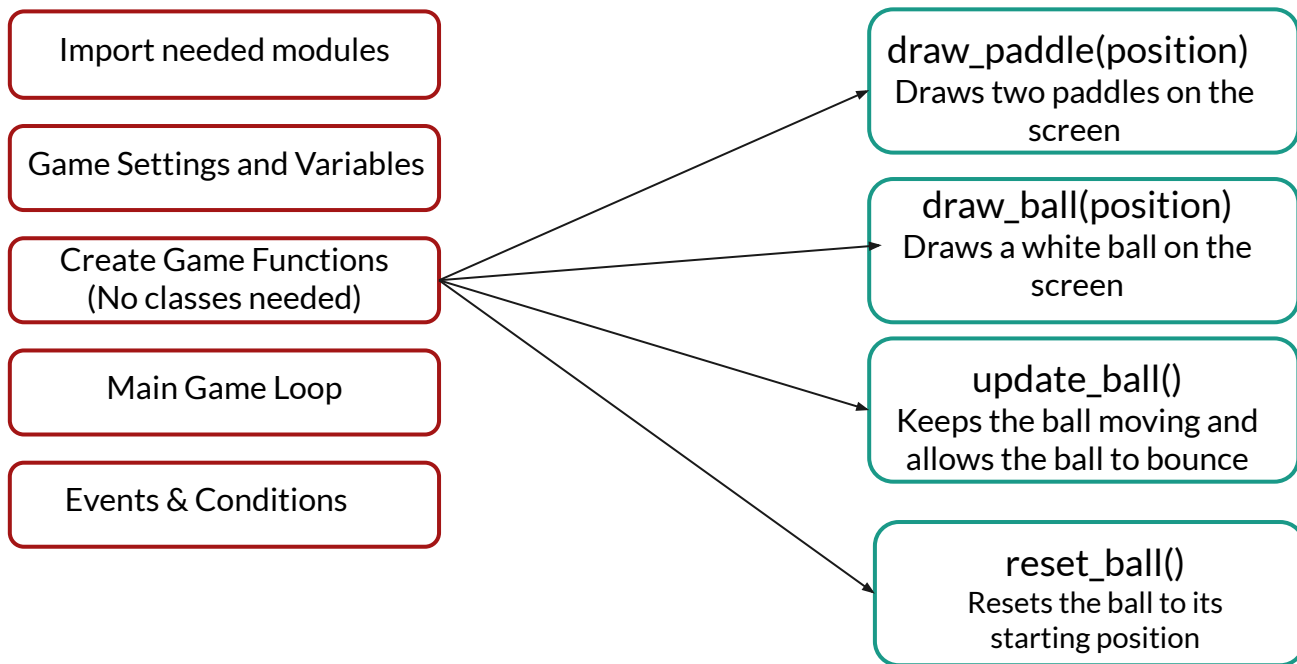 Import needed modules
Game Settings and Variables
Create Game Functions
(No classes needed)
Main Game Loop
Events & Conditions
draw_paddle(position)
Draws two paddles on the
screen
draw_ball(position)
Draws a white ball on the
screen
update_ball()
Keeps the ball moving and
allows the ball to bounce
reset_ball()
Resets the ball to its
starting position